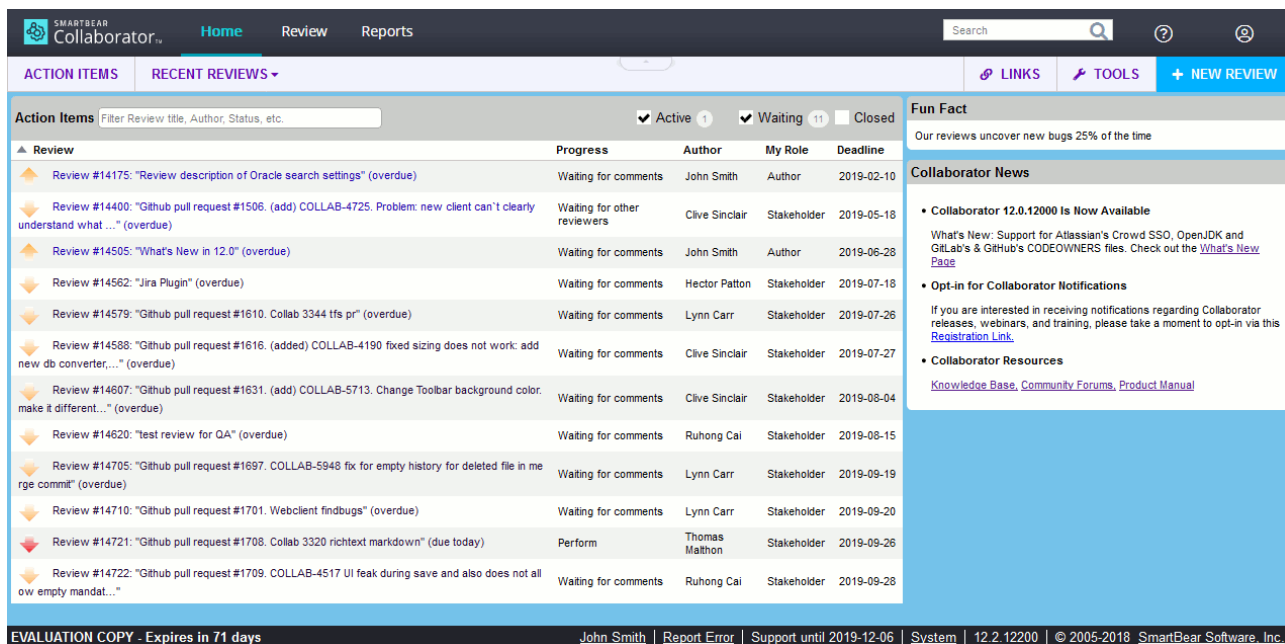 SMARTBEAR
Collaborator™
Home Review Reports
Search
ACTION ITEMS RECENT REVIEWS
LINKS TOOLS + NEW REVIEW
Action Items Filter Review title, Author, Status, etc. Active 1 Waiting 11 Closed
Review Progress Author My Role Deadline
Review #14175: "Review description of Oracle search settings" (overdue) Waiting for comments John Smith Author 2019-02-10
Review #14400: "Github pull request #1506. (add) COLLAB-4725. Problem: new client can`t clearly
understand what ..." (overdue) Waiting for other
reviewers Clive Sinclair Stakeholder 2019-05-18
Review #14505: "What's New in 12.0" (overdue) Waiting for comments John Smith Author 2019-06-28
Review #14562: "Jira Plugin" (overdue) Waiting for comments Hector Patton Stakeholder 2019-07-18
Review #14579: "Github pull request #1610. Collab 3344 tfs pr" (overdue) Waiting for comments Lynn Carr Stakeholder 2019-07-26
Review #14588: "Github pull request #1616. (added) COLLAB-4190 fixed sizing does not work: add
new db converter,..." (overdue) Waiting for comments Clive Sinclair Stakeholder 2019-07-27
Review #14607: "Github pull request #1631. (add) COLLAB-5713. Change Toolbar background color.
make it different..." (overdue) Waiting for comments Clive Sinclair Stakeholder 2019-08-04
Review #14620: "test review for QA" (overdue) Waiting for comments Ruhong Cai Stakeholder 2019-08-15
Review #14705: "Github pull request #1697. COLLAB-5948 fix for empty history for deleted file in me
rge commit" (overdue) Waiting for comments Lynn Carr Stakeholder 2019-09-19
Review #14710: "Github pull request #1701. Webclient findbugs" (overdue) Waiting for comments Lynn Carr Stakeholder 2019-09-20
Review #14721: "Github pull request #1708. Collab 3320 richtext markdown" (due today) Perform Thomas
Malthon Stakeholder 2019-09-26
Review #14722: "Github pull request #1709. COLLAB-4517 UI feak during save and also does not all
ow empty mandat..." Waiting for comments Ruhong Cai Stakeholder 2019-09-28
Fun Fact
Our reviews uncover new bugs 25% of the time
Collaborator News
• Collaborator 12.0.12000 Is Now Available
What's New: Support for Atlassian's Crowd SSO, OpenJDK and
GitLab's & GitHub's CODEOWNERS files. Check out the What's New
Page
• Opt-in for Collaborator Notifications
If you are interested in receiving notifications regarding Collaborator
releases, webinars, and training, please take a moment to opt-in via this
Registration Link.
• Collaborator Resources
Knowledge Base, Community Forums, Product Manual
EVALUATION COPY - Expires in 71 days
John Smith | Report Error | Support until 2019-12-06 | System | 12.2.12200 | © 2005-2018 SmartBear Software, Inc.